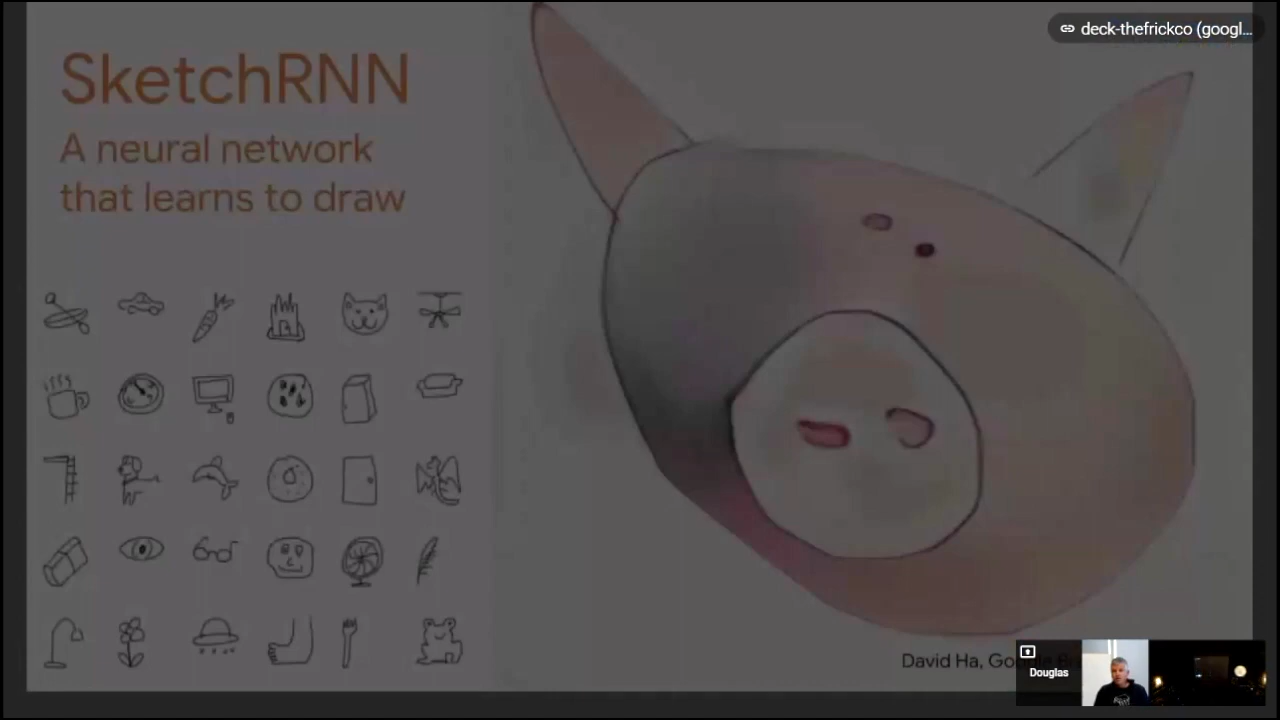 deck-thefrickco (googl...
SketchRNN
A neural network
that learns to draw
David Ha, Go
Douglas